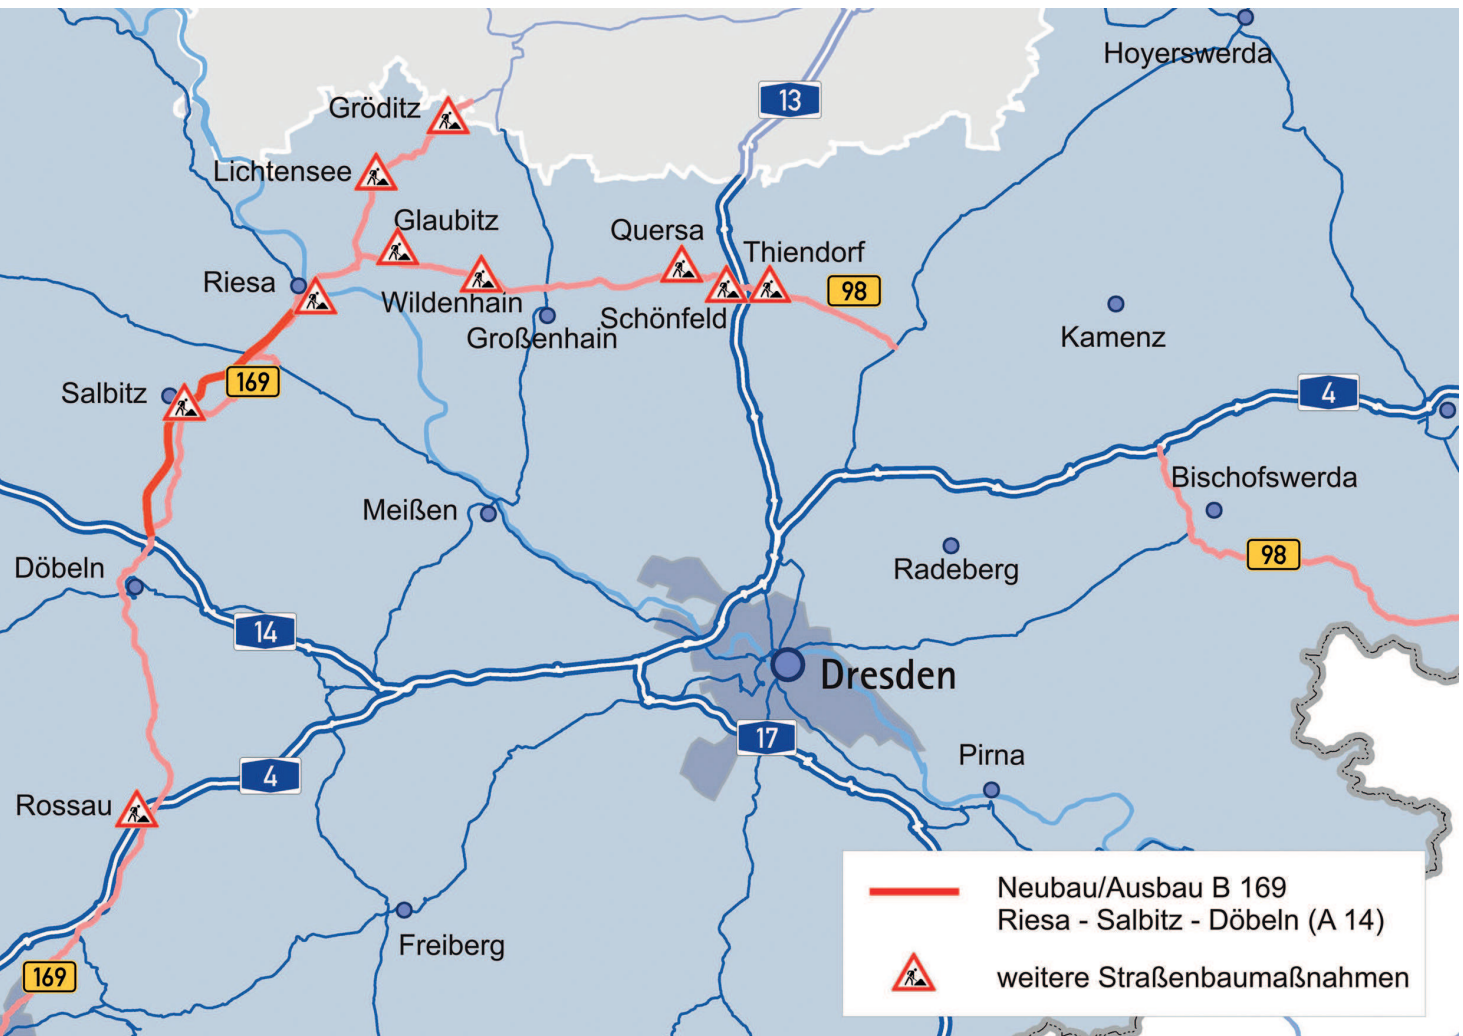 Hoyerswerda
13
Gröditz
Lichtensee
Glaubitz
Quersa
Thiendorf
Riesa
98
Wildenhain
Schönfeld
Großenhain
Kamenz
169
Salbitz
4
Bischofswerda
Meißen
98
Döbeln
Radeberg
14
Dresden
17
Pirna
4
Rossau
Neubau/Ausbau B 169
Riesa - Salbitz - Döbeln (A 14)
Freiberg
169
weitere Straßenbaumaßnahmen